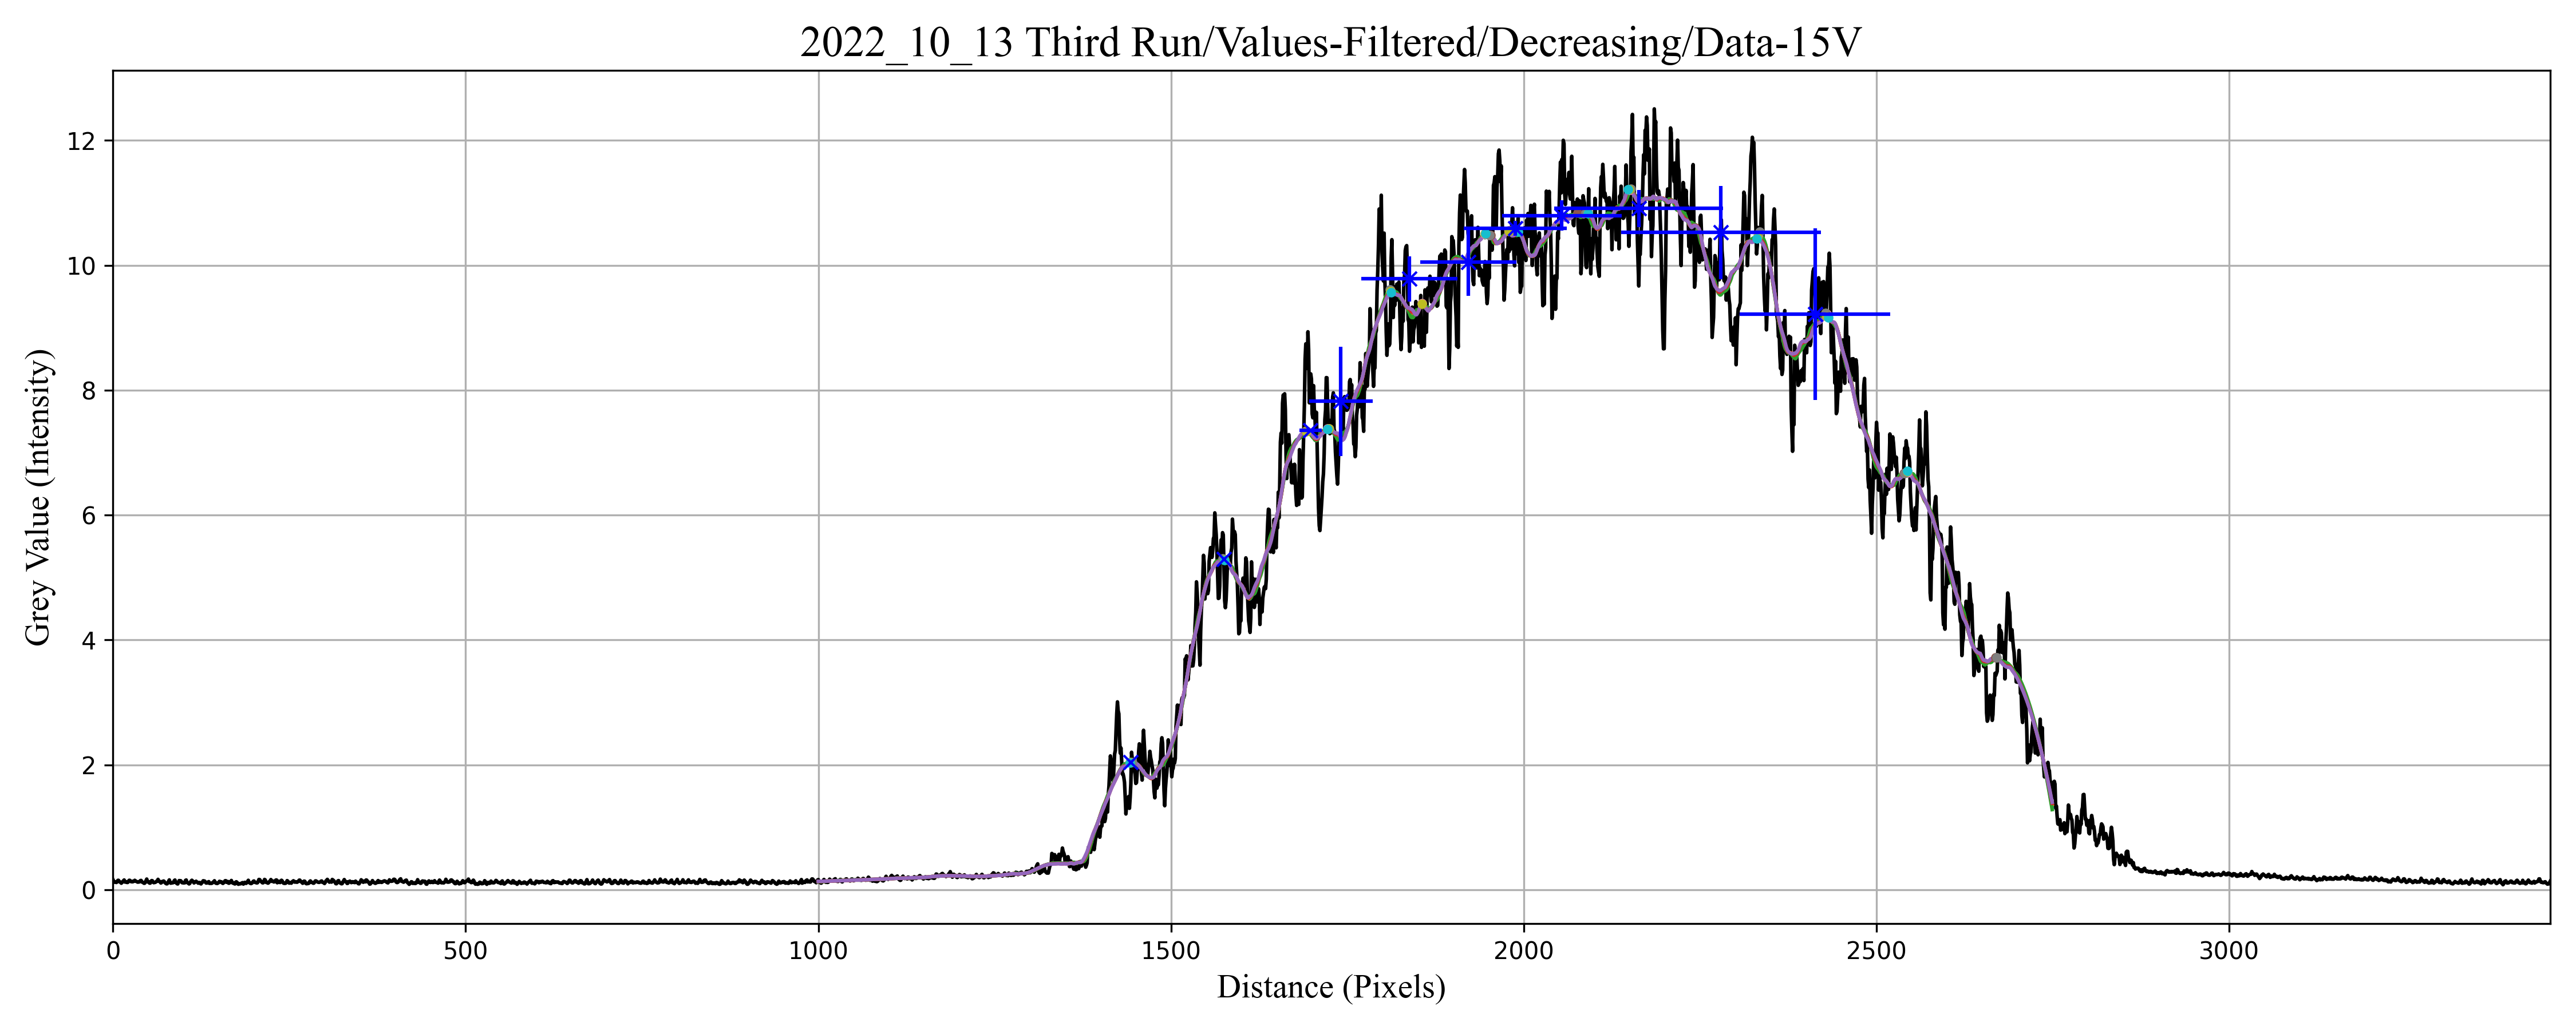 2022_10_13 Third Run/Values-Filtered/Decreasing/Data-15V
Grey Value (Intensity)
12
10
8
6
4
2
0
0 500 1000 1500 2000 2500 3000
Distance (Pixels)